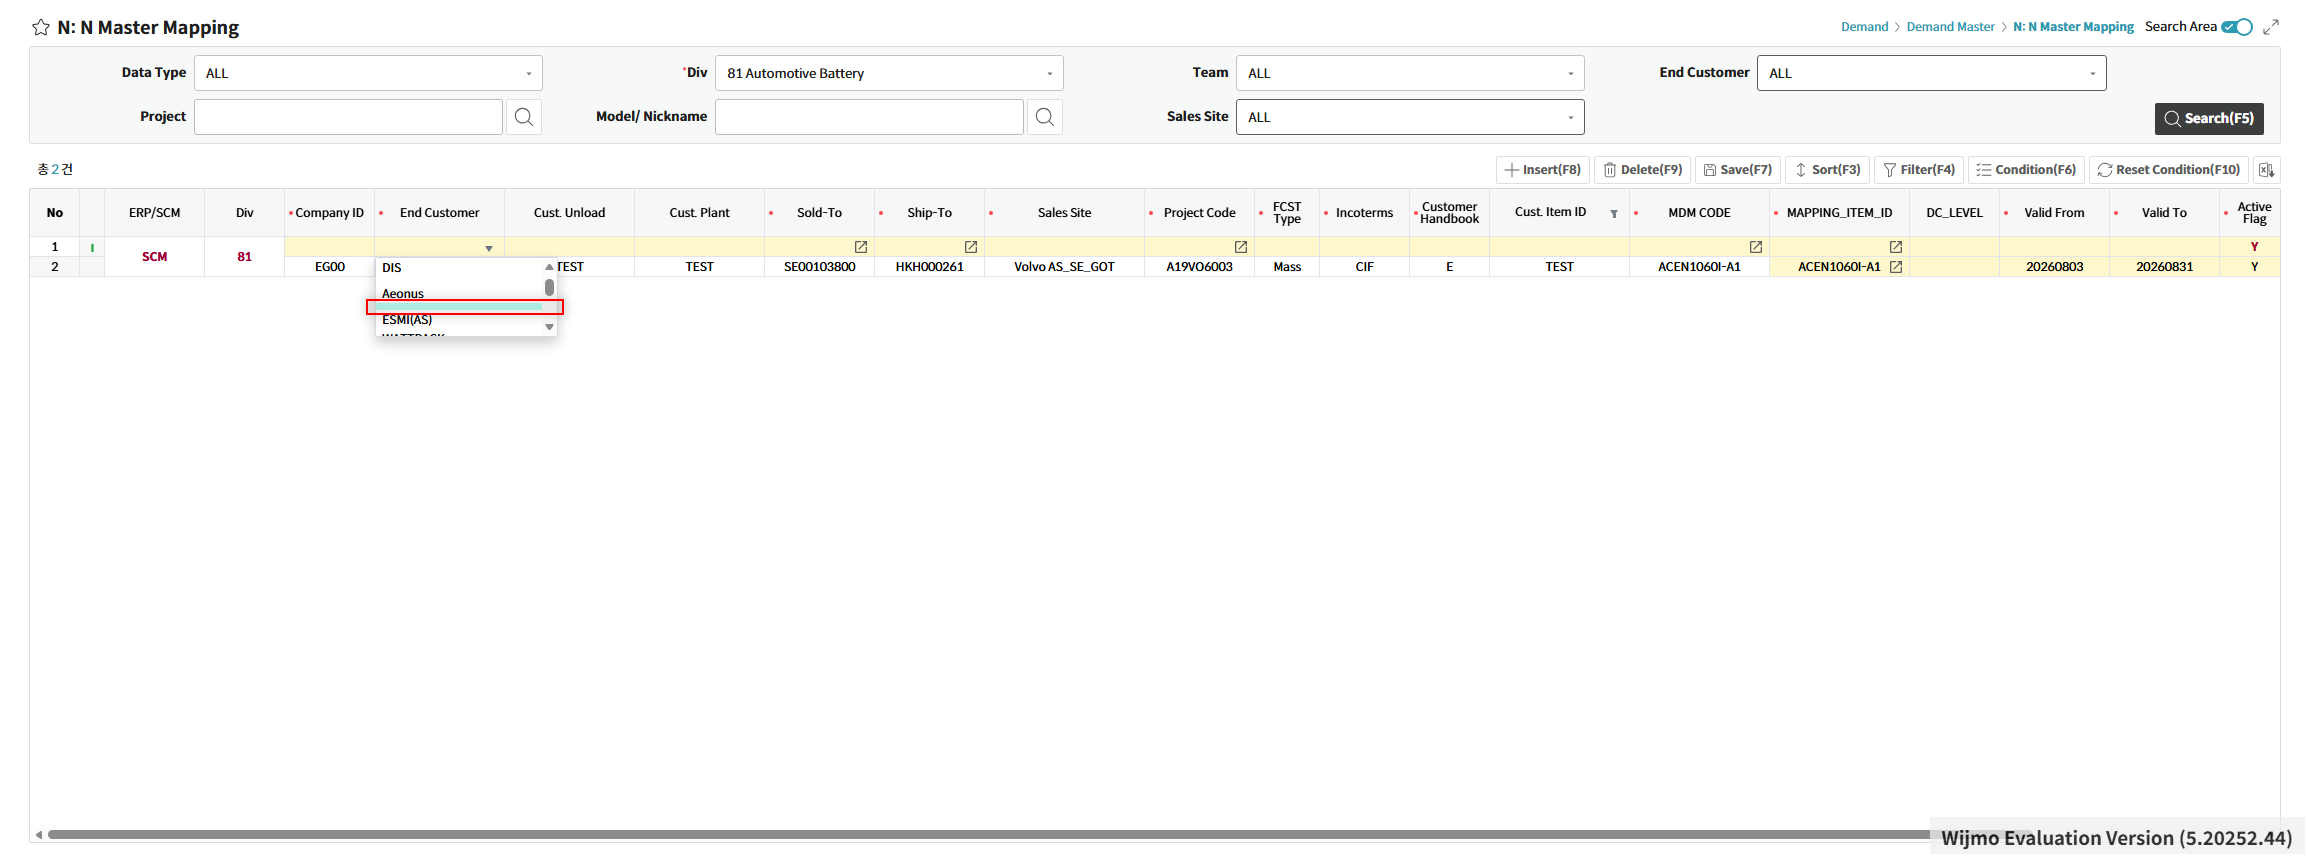 N: N Master Mapping
Demand > Demand Master > N: N Master Mapping Search Area
Data Type ALL *Div 81 Automotive Battery Team ALL End Customer ALL
Project Model/ Nickname Sales Site ALL Search(F5)
총 2 건 Insert(F8) Delete(F9) Save(F7) Sort(F3) Filter(F4) Condition(F6) Reset Condition(F10)
No ERP/SCM Div Company ID End Customer Cust. Unload Cust. Plant Sold-To Ship-To Sales Site Project Code FCST Type Incoterms Customer Handbook Cust. Item ID MDM CODE MAPPING_ITEM_ID DC_LEVEL Valid From Valid To Active Flag
1 I SCM 81 Y
2 EG00 TEST TEST SE00103800 HKH000261 Volvo AS_SE_GOT A19VO6003 Mass CIF E TEST ACEN1060I-A1 ACEN1060I-A1 20260803 20260831 Y
DIS
Aeonus
ESMI(AS)
Wijmo Evaluation Version (5.20252.44)